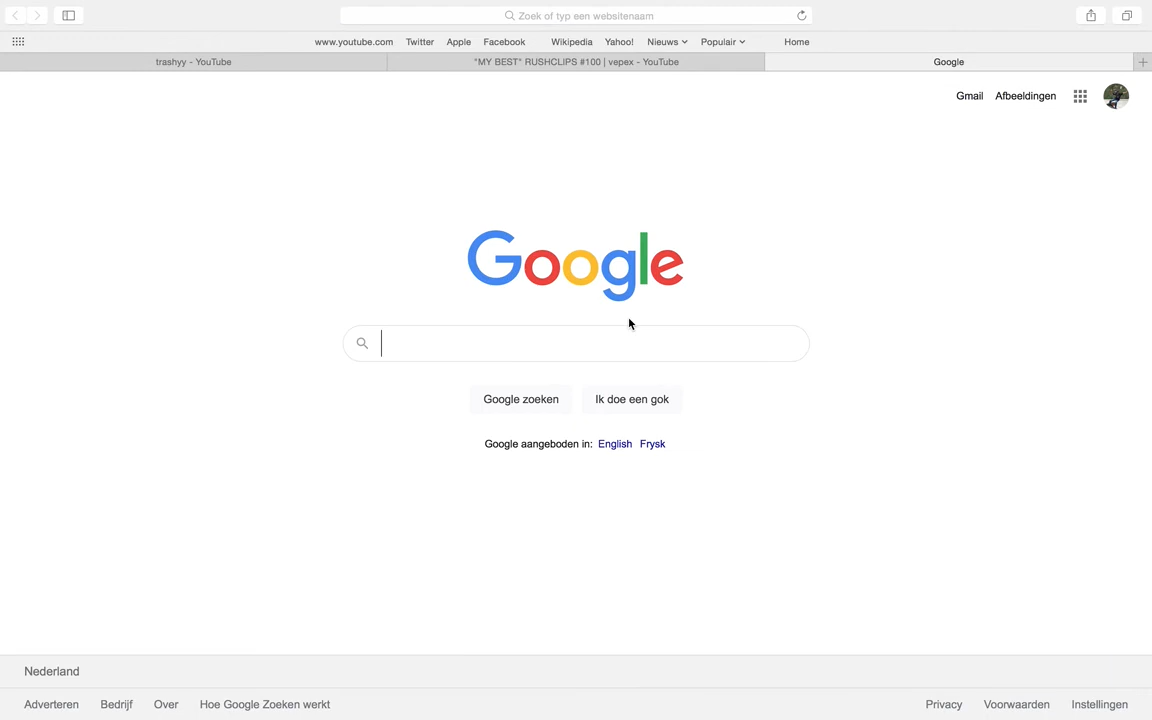 Zoek of typ een websitenaam
www.youtube.com Twitter Apple Facebook Wikipedia Yahoo! Nieuws Populair Home
trashyy - YouTube "MY BEST" RUSHCLIPS #100 | vepex - YouTube Google
Gmail Afbeeldingen
Google
Google zoeken Ik doe een gok
Google aangeboden in: English Frysk
Nederland
Adverteren Bedrijf Over Hoe Google Zoeken werkt Privacy Voorwaarden Instellingen